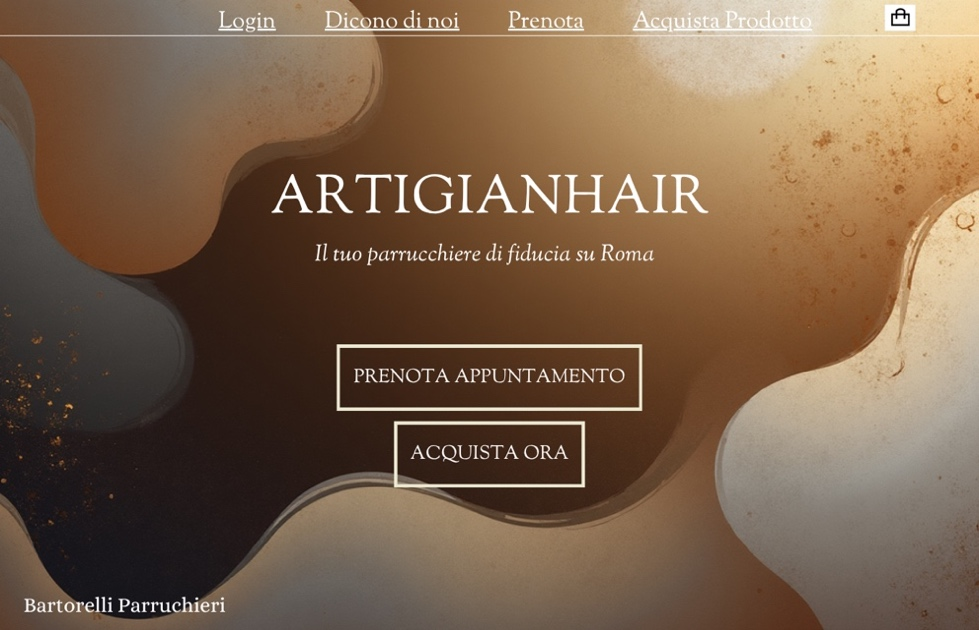 Login Dicono di noi Prenota Acquista Prodotto
ARTIGIANHAIR
Il tuo parrucchiere di fiducia su Roma
PRENOTA APPUNTAMENTO
ACQUISTA ORA
Bartorelli Parruchieri